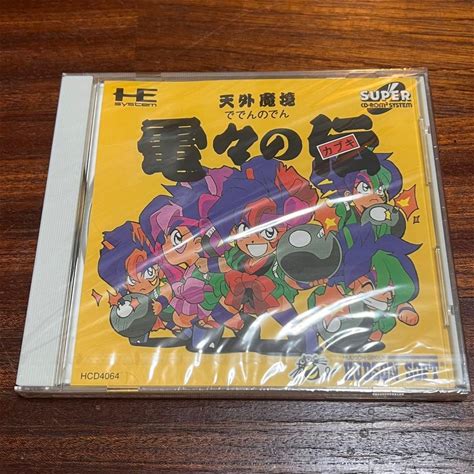 HE
system
天外魔境
ででんのでん
SUPER
CD-ROM² SYSTEM
電々の伝
カブキ
HUDSON SOFT
HCD4064